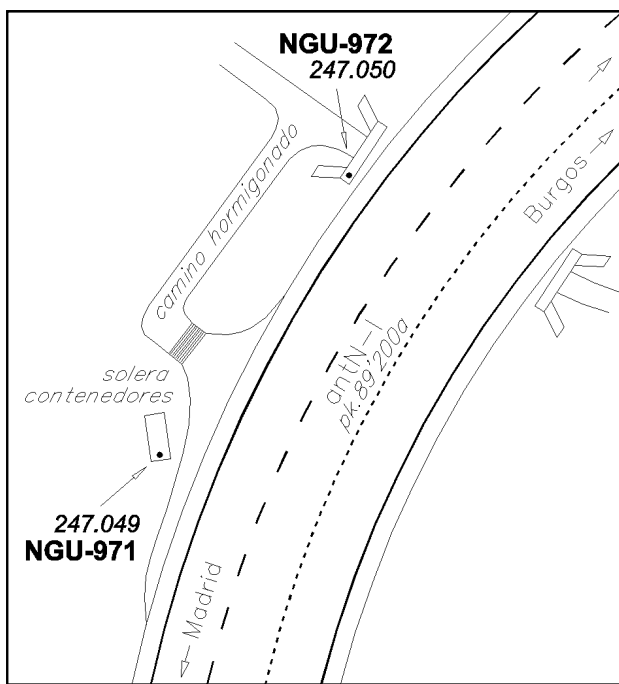 NGU-972
247.050
camino hormigonado
Burgos
antN-I
pk.89'200a
solera
contenedores
247.049
NGU-971
Madrid